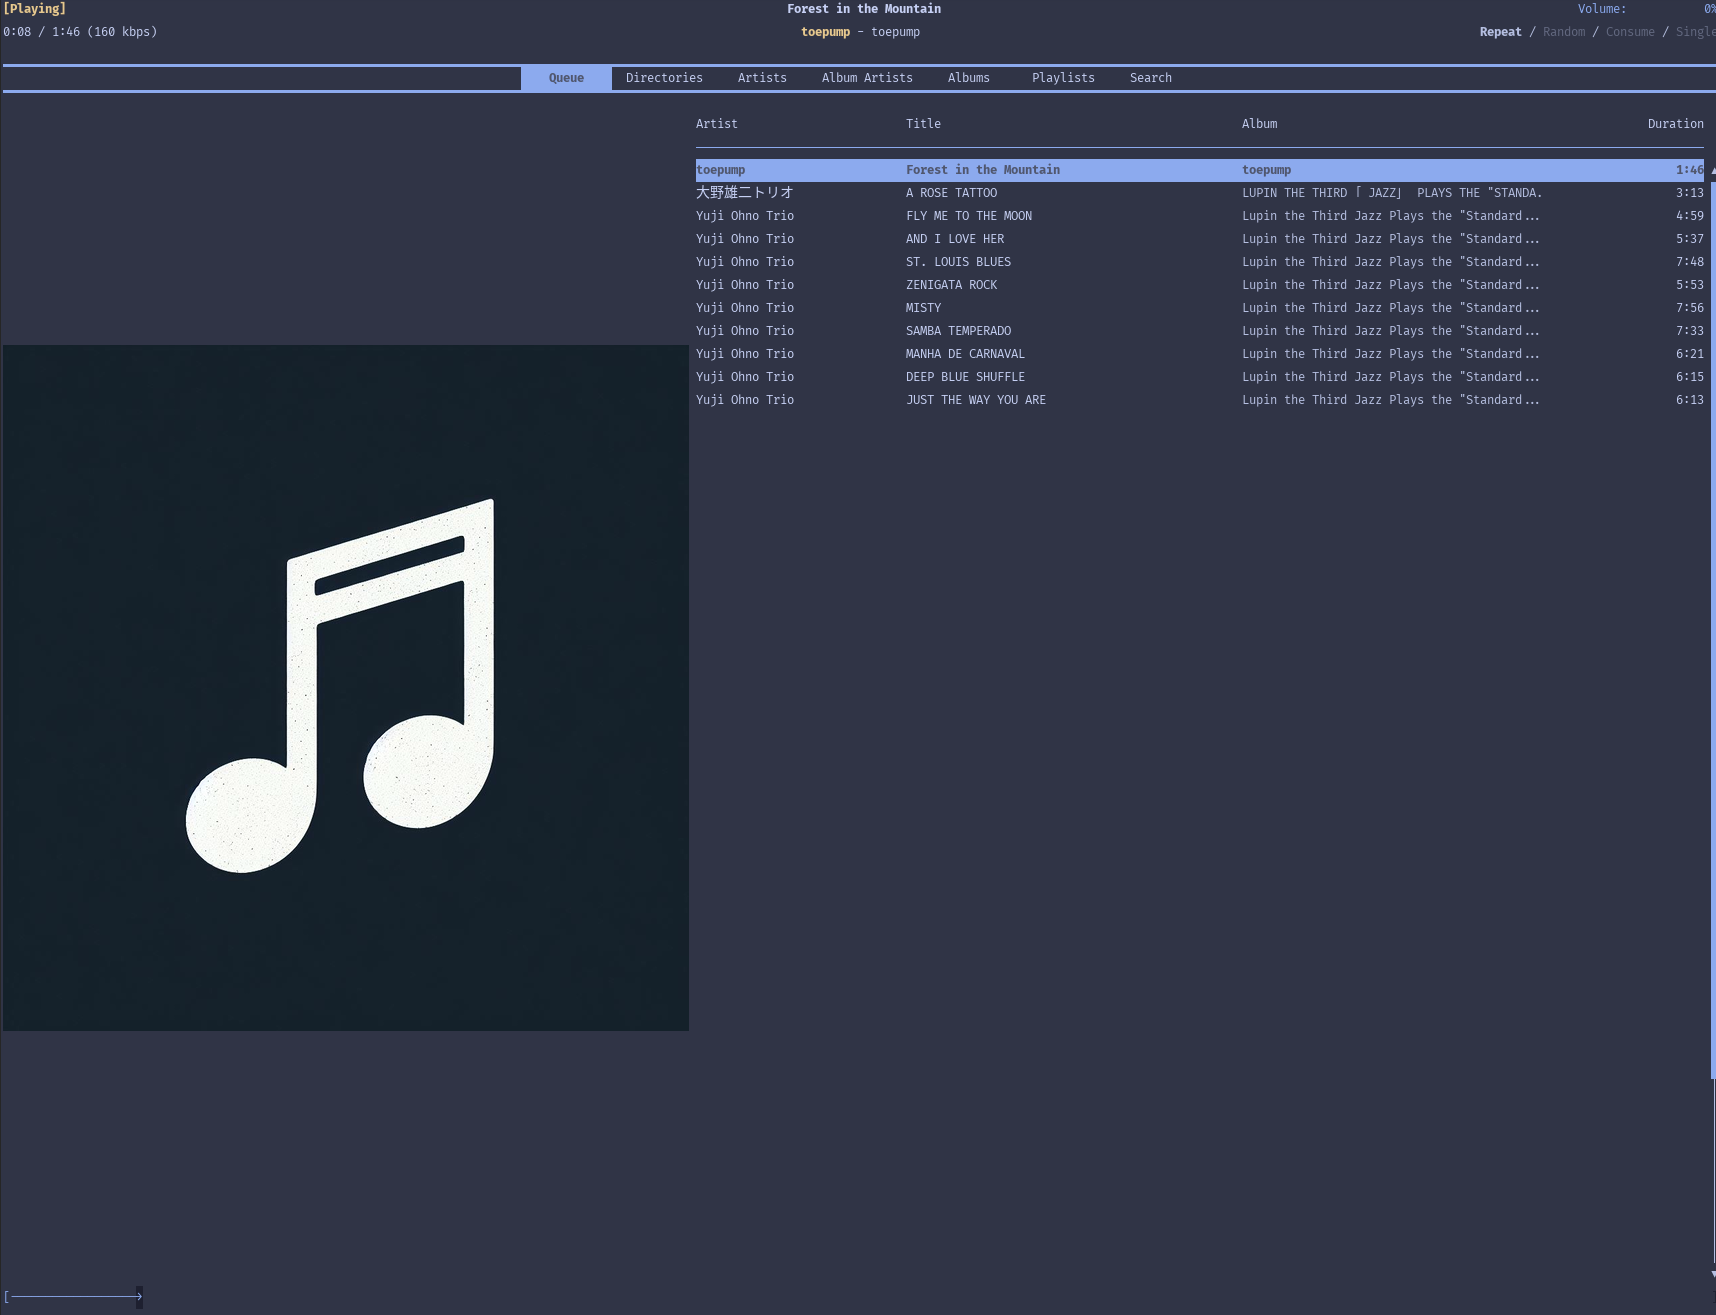 [Playing] Forest in the Mountain Volume: 0%
0:08 / 1:46 (160 kbps) toepump - toepump Repeat / Random / Consume / Single
Queue Directories Artists Album Artists Albums Playlists Search
Artist Title Album Duration
toepump Forest in the Mountain toepump 1:46
大野雄二トリオ A ROSE TATTOO LUPIN THE THIRD 「 JAZZ」 PLAYS THE "STANDA. 3:13
Yuji Ohno Trio FLY ME TO THE MOON Lupin the Third Jazz Plays the "Standard... 4:59
Yuji Ohno Trio AND I LOVE HER Lupin the Third Jazz Plays the "Standard... 5:37
Yuji Ohno Trio ST. LOUIS BLUES Lupin the Third Jazz Plays the "Standard... 7:48
Yuji Ohno Trio ZENIGATA ROCK Lupin the Third Jazz Plays the "Standard... 5:53
Yuji Ohno Trio MISTY Lupin the Third Jazz Plays the "Standard... 7:56
Yuji Ohno Trio SAMBA TEMPERADO Lupin the Third Jazz Plays the "Standard... 7:33
Yuji Ohno Trio MANHA DE CARNAVAL Lupin the Third Jazz Plays the "Standard... 6:21
Yuji Ohno Trio DEEP BLUE SHUFFLE Lupin the Third Jazz Plays the "Standard... 6:15
Yuji Ohno Trio JUST THE WAY YOU ARE Lupin the Third Jazz Plays the "Standard... 6:13